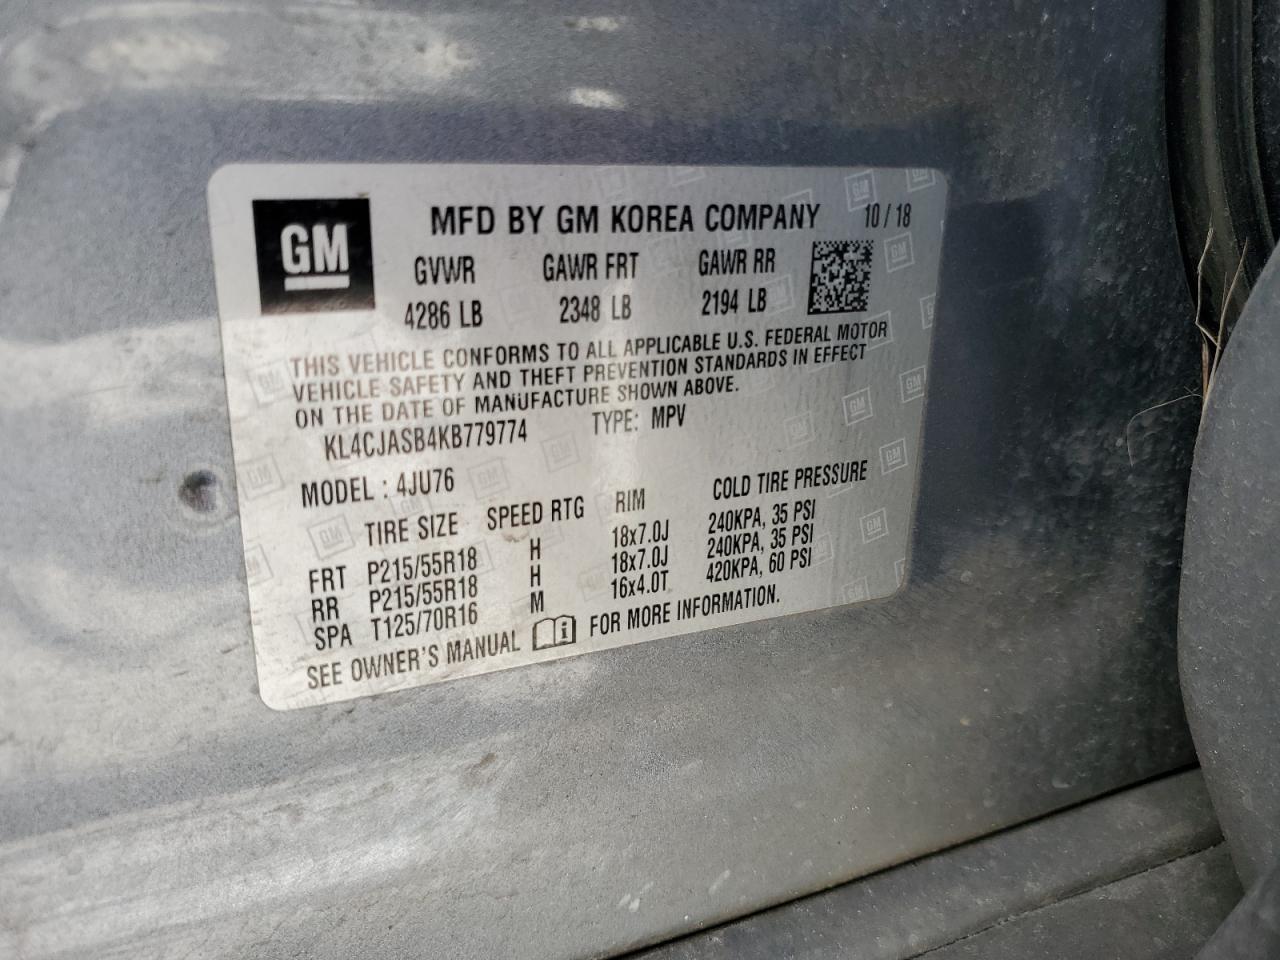 GM
MFD BY GM KOREA COMPANY 10/18
GVWR GAWR FRT GAWR RR
4286 LB 2348 LB 2194 LB
THIS VEHICLE CONFORMS TO ALL APPLICABLE U.S. FEDERAL MOTOR
VEHICLE SAFETY AND THEFT PREVENTION STANDARDS IN EFFECT
ON THE DATE OF MANUFACTURE SHOWN ABOVE.
KL4CJASB4KB779774 TYPE: MPV
MODEL : 4JU76
TIRE SIZE SPEED RTG RIM COLD TIRE PRESSURE
FRT P215/55R18 H 18x7.0J 240KPA, 35 PSI
RR P215/55R18 H 18x7.0J 240KPA, 35 PSI
SPA T125/70R16 M 16x4.0T 420KPA, 60 PSI
SEE OWNER'S MANUAL i FOR MORE INFORMATION.